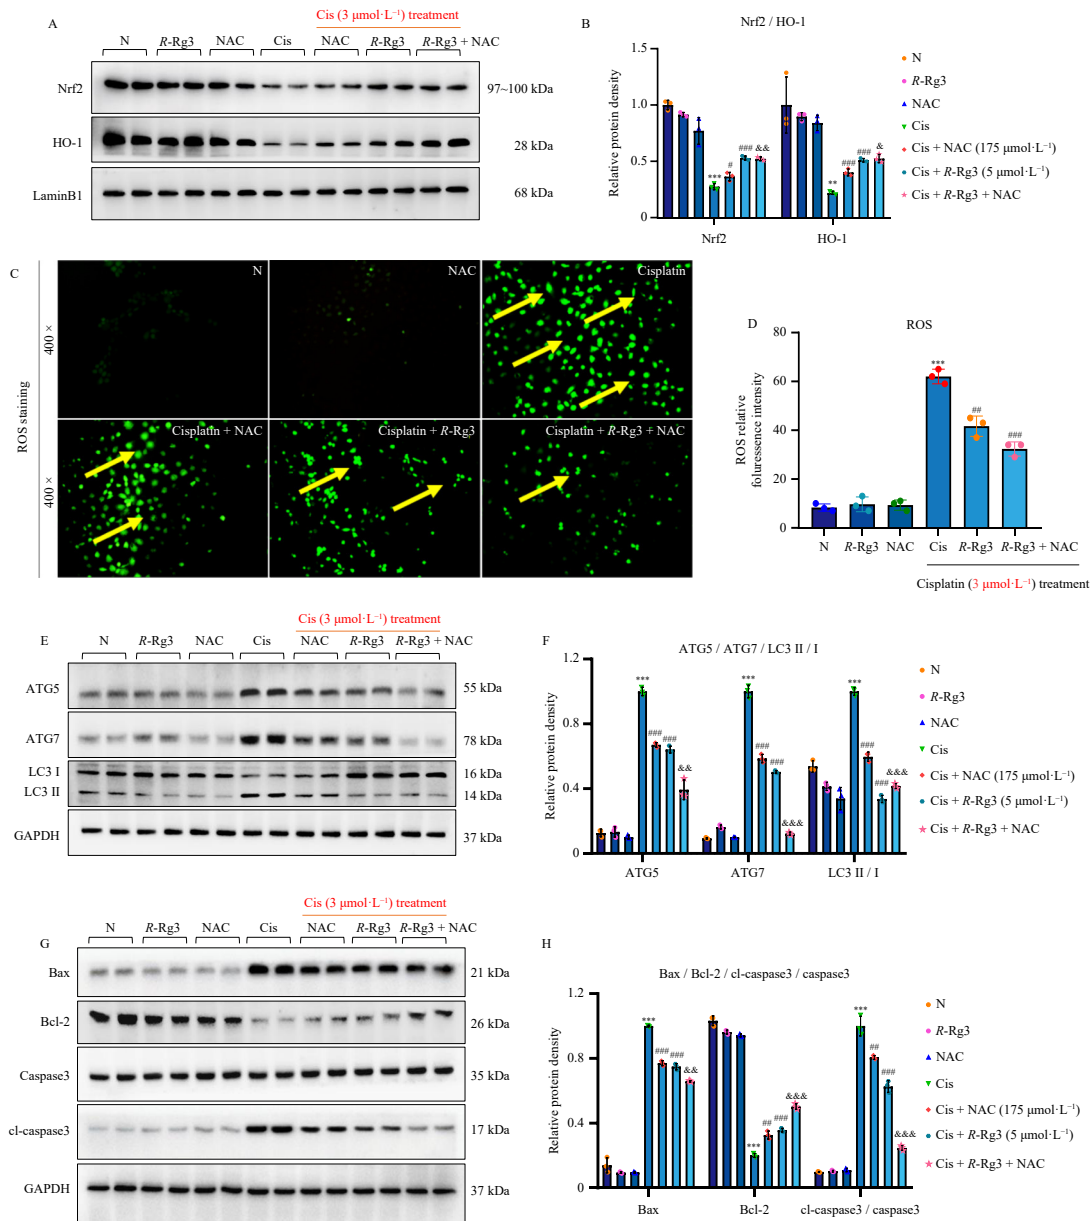 A
Cis (3 μmol·L⁻¹) treatment
N R-Rg3 NAC Cis NAC R-Rg3 R-Rg3 + NAC
Nrf2 97~100 kDa
HO-1 28 kDa
LaminB1 68 kDa
B
Nrf2 / HO-1
Relative protein density
1.5
1.0
0.5
0
*** # ### && ** ### ### &
Nrf2 HO-1
N
R-Rg3
NAC
Cis
Cis + NAC (175 μmol·L⁻¹)
Cis + R-Rg3 (5 μmol·L⁻¹)
Cis + R-Rg3 + NAC
C
ROS staining
400 ×
N NAC Cisplatin
400 ×
Cisplatin + NAC Cisplatin + R-Rg3 Cisplatin + R-Rg3 + NAC
D
ROS
ROS relative
foluressence intensity
80
60
40
20
0
*** ## ###
N R-Rg3 NAC Cis R-Rg3 R-Rg3 + NAC
Cisplatin (3 μmol·L⁻¹) treatment
E
Cis (3 μmol·L⁻¹) treatment
N R-Rg3 NAC Cis NAC R-Rg3 R-Rg3 + NAC
ATG5 55 kDa
ATG7 78 kDa
LC3 I 16 kDa
LC3 II 14 kDa
GAPDH 37 kDa
F
ATG5 / ATG7 / LC3 II / I
Relative protein density
1.2
0.8
0.4
0
*** ### ### && *** ### ### &&& *** ### ### &&&
ATG5 ATG7 LC3 II / I
N
R-Rg3
NAC
Cis
Cis + NAC (175 μmol·L⁻¹)
Cis + R-Rg3 (5 μmol·L⁻¹)
Cis + R-Rg3 + NAC
G
Cis (3 μmol·L⁻¹) treatment
N R-Rg3 NAC Cis NAC R-Rg3 R-Rg3 + NAC
Bax 21 kDa
Bcl-2 26 kDa
Caspase3 35 kDa
cl-caspase3 17 kDa
GAPDH 37 kDa
H
Bax / Bcl-2 / cl-caspase3 / caspase3
Relative protein density
1.2
0.8
0.4
0
*** ### ### && *** ## ### &&& *** ## ### &&&
Bax Bcl-2 cl-caspase3 / caspase3
N
R-Rg3
NAC
Cis
Cis + NAC (175 μmol·L⁻¹)
Cis + R-Rg3 (5 μmol·L⁻¹)
Cis + R-Rg3 + NAC